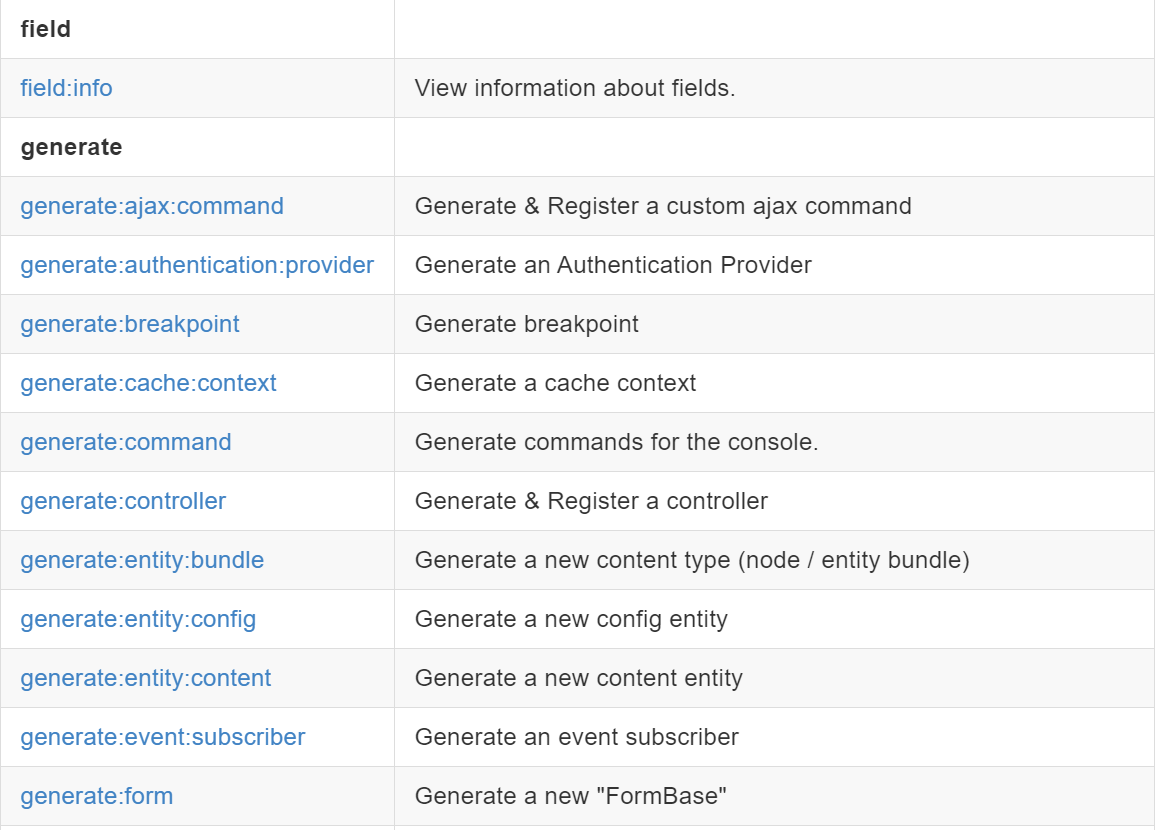 field
field:info View information about fields.
generate
generate:ajax:command Generate & Register a custom ajax command
generate:authentication:provider Generate an Authentication Provider
generate:breakpoint Generate breakpoint
generate:cache:context Generate a cache context
generate:command Generate commands for the console.
generate:controller Generate & Register a controller
generate:entity:bundle Generate a new content type (node / entity bundle)
generate:entity:config Generate a new config entity
generate:entity:content Generate a new content entity
generate:event:subscriber Generate an event subscriber
generate:form Generate a new "FormBase"